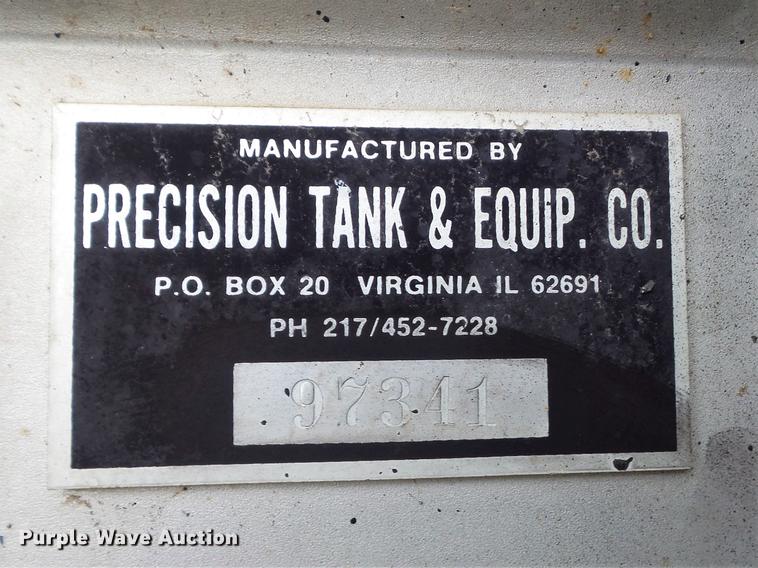 MANUFACTURED BY
PRECISION TANK & EQUIP. CO.
P.O. BOX 20 VIRGINIA IL 62691
PH 217/452-7228
97341
Purple Wave Auction